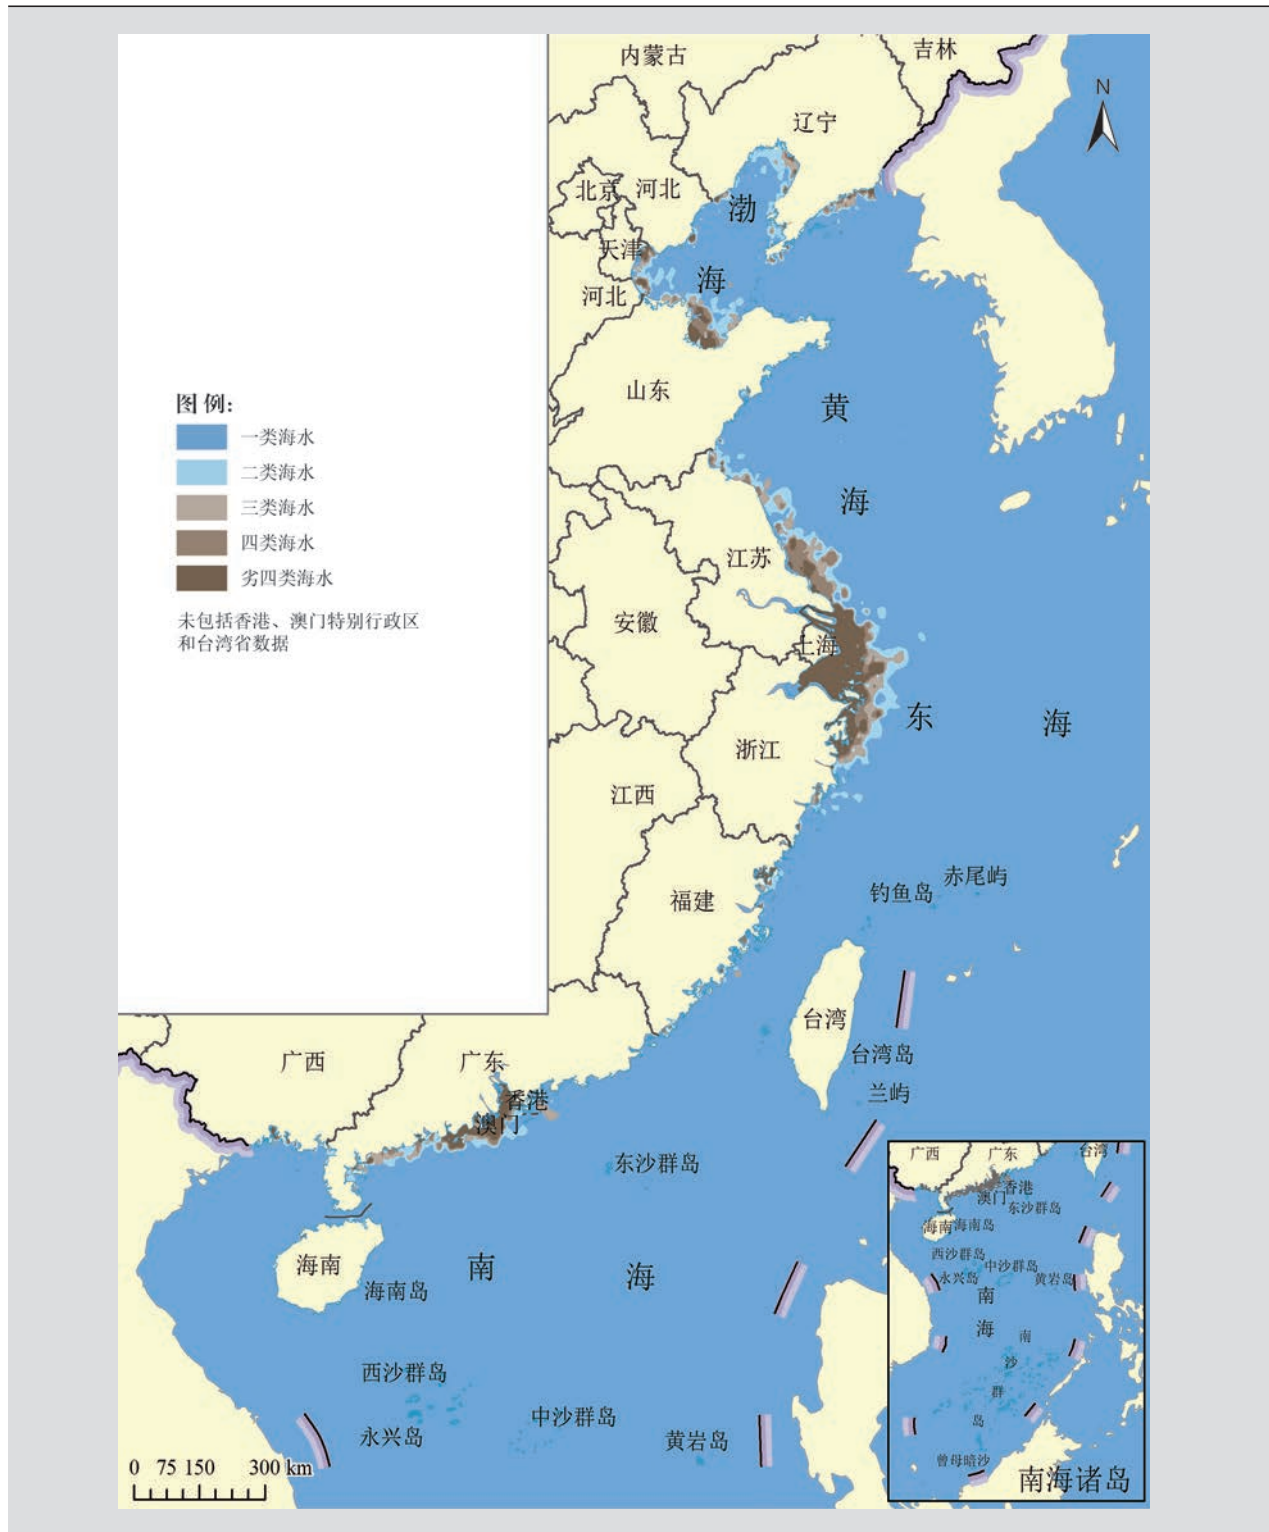 内蒙古
吉林
N
辽宁
北京
河北
渤
天津
海
河北
山东
黄
图例:
一类海水
二类海水
海
三类海水
四类海水
江苏
劣四类海水
未包括香港、澳门特别行政区
和台湾省数据
安徽
上海
东
海
浙江
江西
赤尾屿
钓鱼岛
福建
台湾
台湾岛
广西
广东
兰屿
香港
澳门
东沙群岛
海南
南
海
海南岛
西沙群岛
中沙群岛
永兴岛
黄岩岛
0 75 150 300 km
广西
广东
台湾
香港
澳门
东沙群岛
海南
海南岛
西沙群岛
中沙群岛
永兴岛
黄岩岛
南
海
南
沙
群
岛
曾母暗沙
南海诸岛